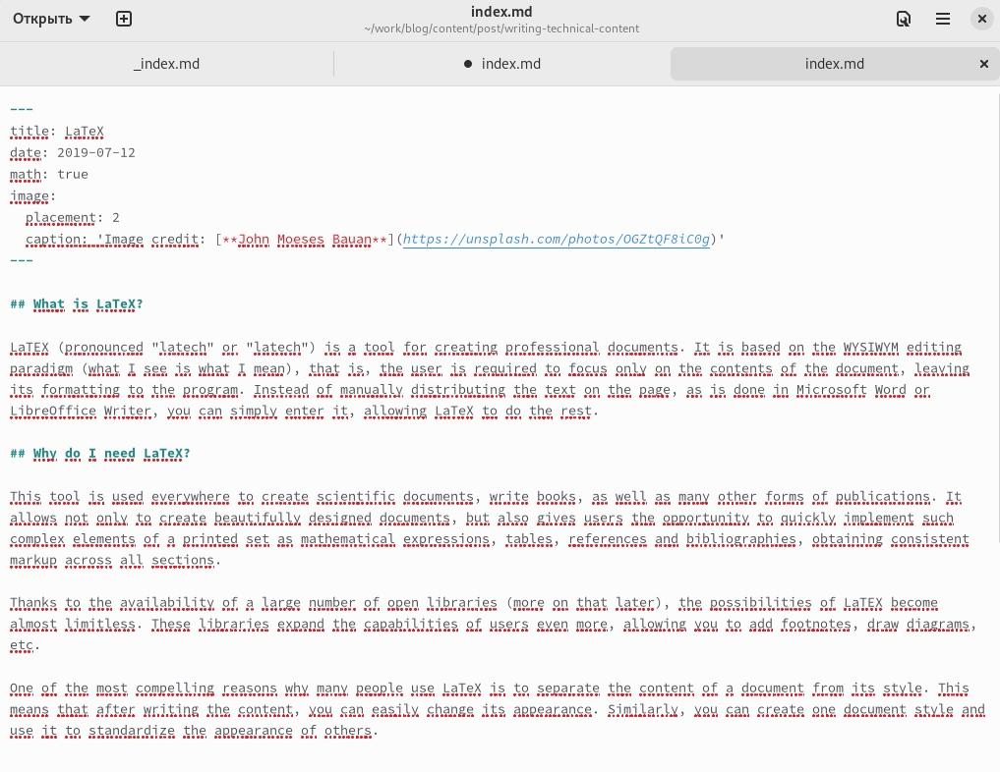 Открыть
index.md
~/work/blog/content/post/writing-technical-content
_index.md
● index.md
index.md
---
title: LaTeX
date: 2019-07-12
math: true
image:
  placement: 2
  caption: 'Image credit: [**John Moeses Bauan**](https://unsplash.com/photos/OGZtQF8iC0g)'
---
## What is LaTeX?
LaTEX (pronounced "latech" or "latech") is a tool for creating professional documents. It is based on the WYSIWYM editing
paradigm (what I see is what I mean), that is, the user is required to focus only on the contents of the document, leaving
its formatting to the program. Instead of manually distributing the text on the page, as is done in Microsoft Word or
LibreOffice Writer, you can simply enter it, allowing LaTeX to do the rest.
## Why do I need LaTeX?
This tool is used everywhere to create scientific documents, write books, as well as many other forms of publications. It
allows not only to create beautifully designed documents, but also gives users the opportunity to quickly implement such
complex elements of a printed set as mathematical expressions, tables, references and bibliographies, obtaining consistent
markup across all sections.
Thanks to the availability of a large number of open libraries (more on that later), the possibilities of LaTEX become
almost limitless. These libraries expand the capabilities of users even more, allowing you to add footnotes, draw diagrams,
etc.
One of the most compelling reasons why many people use LaTeX is to separate the content of a document from its style. This
means that after writing the content, you can easily change its appearance. Similarly, you can create one document style and
use it to standardize the appearance of others.